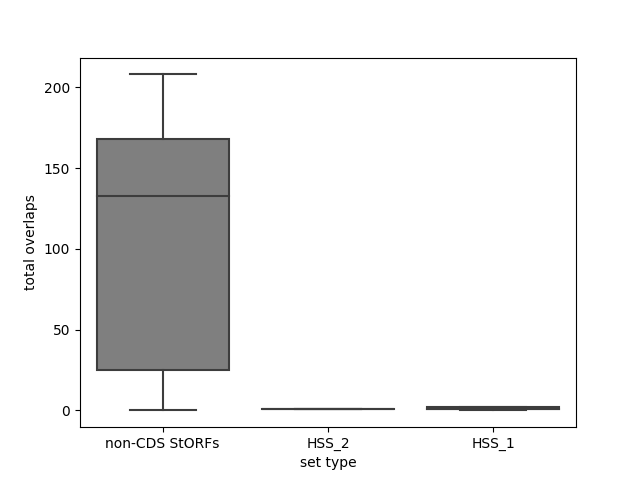 200
150
100
50
0
total overlaps
non-CDS StORFs
HSS_2
HSS_1
set type